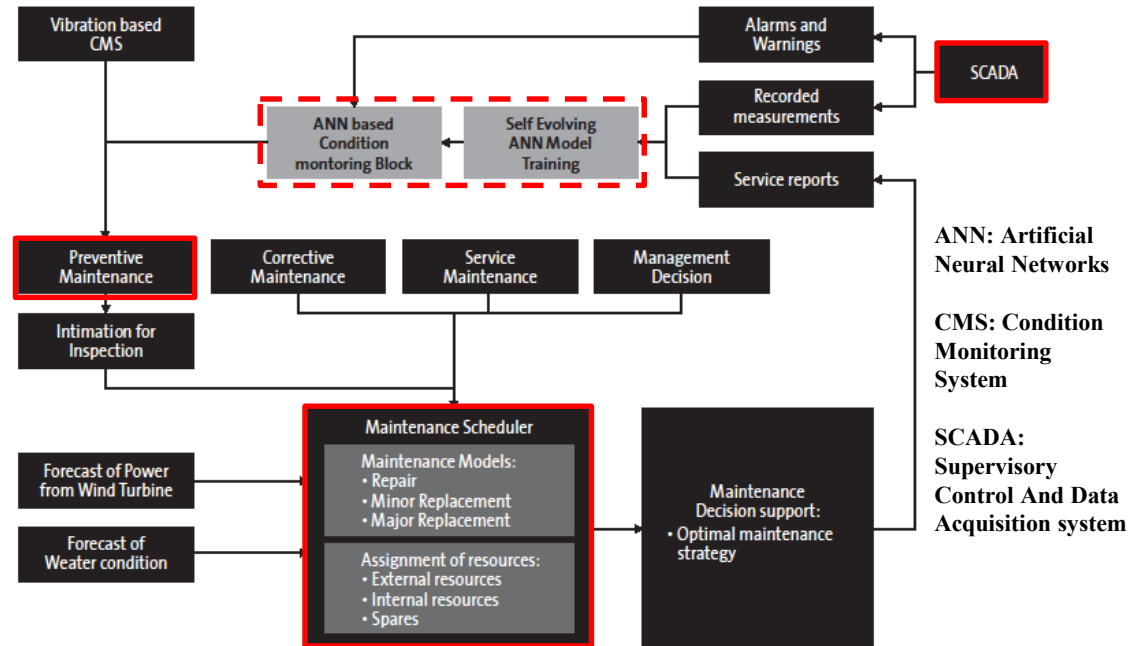 Vibration based
CMS
Alarms and
Warnings
SCADA
Recorded
measurements
ANN based
Condition
montoring Block
Self Evolving
ANN Model
Training
Service reports
Preventive
Maintenance
Corrective
Maintenance
Service
Maintenance
Management
Decision
ANN: Artificial
Neural Networks
CMS: Condition
Monitoring
System
SCADA:
Supervisory
Control And Data
Acquisition system
Intimation for
Inspection
Maintenance Scheduler
Maintenance Models:
• Repair
• Minor Replacement
• Major Replacement
Assignment of resources:
• External resources
• Internal resources
• Spares
Forecast of Power
from Wind Turbine
Forecast of
Weater condition
Maintenance
Decision support:
• Optimal maintenance
strategy